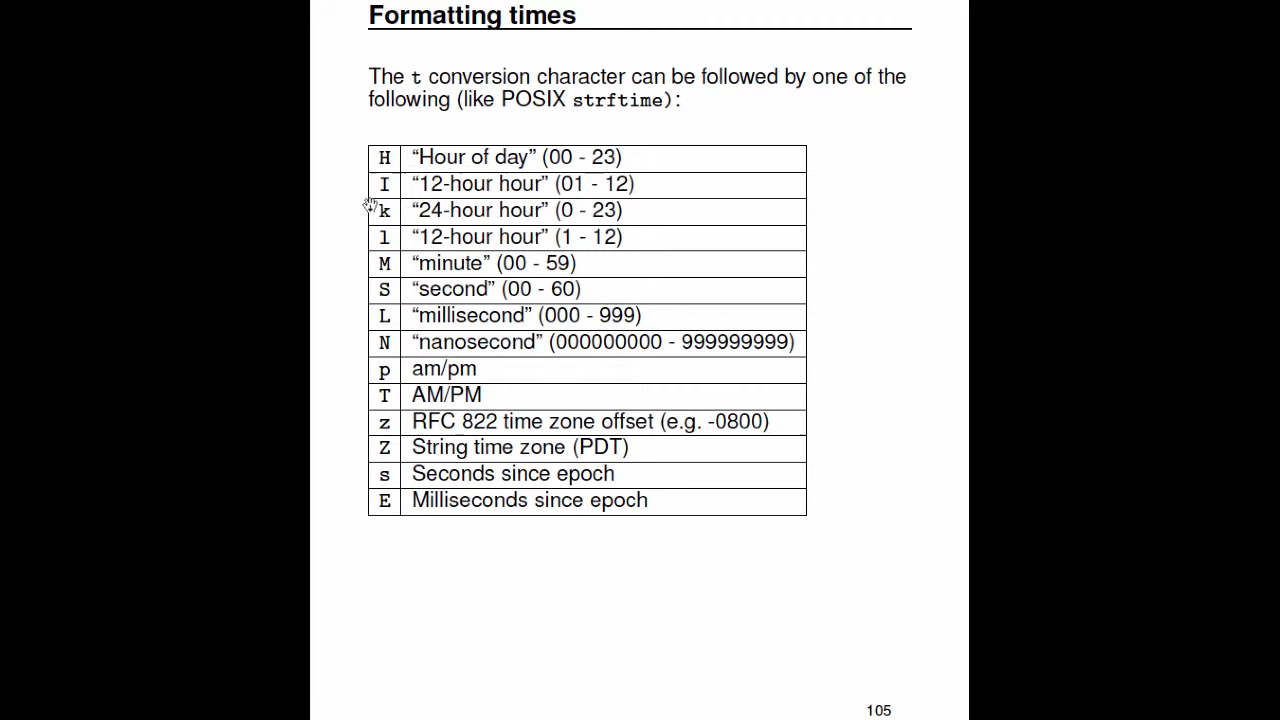 Formatting times
The t conversion character can be followed by one of the
following (like POSIX strftime):
H “Hour of day” (00 - 23)
I “12-hour hour” (01 - 12)
k “24-hour hour” (0 - 23)
l “12-hour hour” (1 - 12)
M “minute” (00 - 59)
S “second” (00 - 60)
L “millisecond” (000 - 999)
N “nanosecond” (000000000 - 999999999)
p am/pm
T AM/PM
z RFC 822 time zone offset (e.g. -0800)
Z String time zone (PDT)
s Seconds since epoch
E Milliseconds since epoch
105